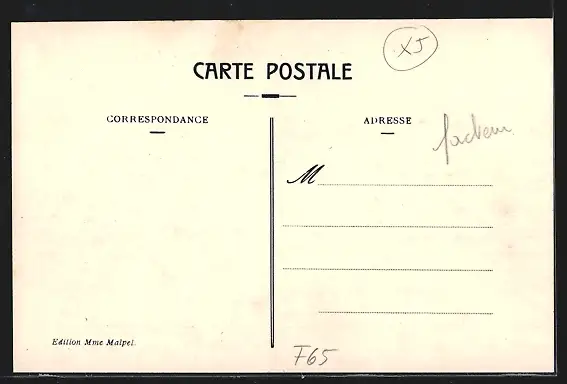 XJ
CARTE POSTALE
CORRESPONDANCE
ADRESSE
facteur
M
Edition Mme Malpel.
F65